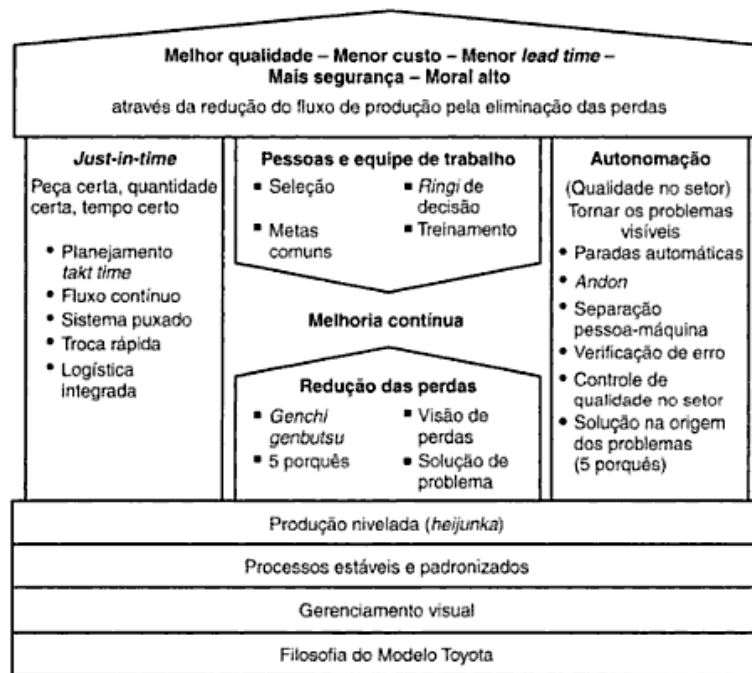 Melhor qualidade – Menor custo – Menor lead time –
Mais segurança – Moral alto
através da redução do fluxo de produção pela eliminação das perdas
Just-in-time
Peça certa, quantidade
certa, tempo certo
• Planejamento
takt time
• Fluxo contínuo
• Sistema puxado
• Troca rápida
• Logística
integrada
Pessoas e equipe de trabalho
▪ Seleção
▪ Ringi de
decisão
▪ Metas
comuns
▪ Treinamento
Melhoria contínua
Redução das perdas
▪ Genchi
genbutsu
▪ Visão de
perdas
▪ 5 porquês
▪ Solução de
problema
Autonomação
(Qualidade no setor)
Tornar os problemas
visíveis
• Paradas automáticas
• Andon
• Separação
pessoa-máquina
• Verificação de erro
• Controle de
qualidade no setor
• Solução na origem
dos problemas
(5 porquês)
Produção nivelada (heijunka)
Processos estáveis e padronizados
Gerenciamento visual
Filosofia do Modelo Toyota